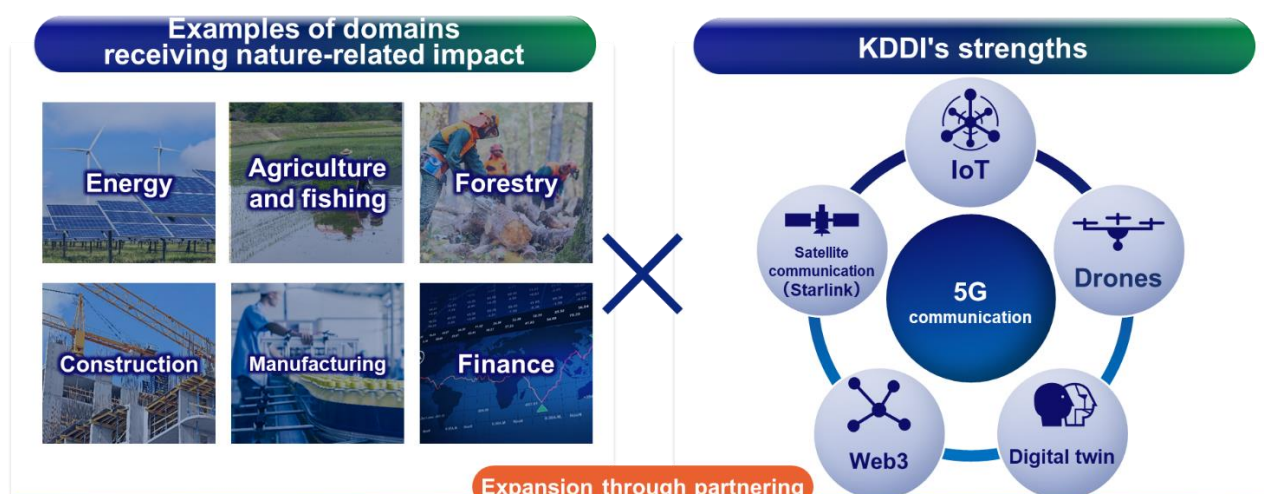 Examples of domains
receiving nature-related impact
Energy
Agriculture
and fishing
Forestry
Construction
Manufacturing
Finance
KDDI's strengths
IoT
Satellite
communication
(Starlink)
Drones
5G
communication
Web3
Digital twin
Expansion through partnering